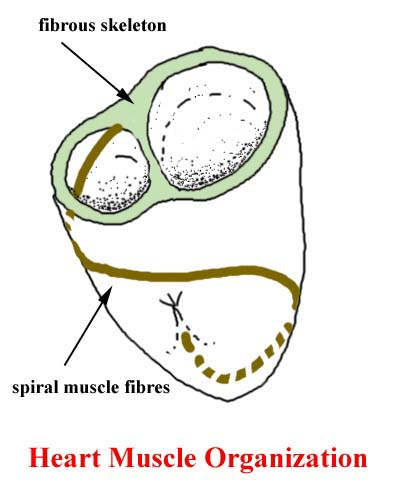 fibrous skeleton
spiral muscle fibres
Heart Muscle Organization